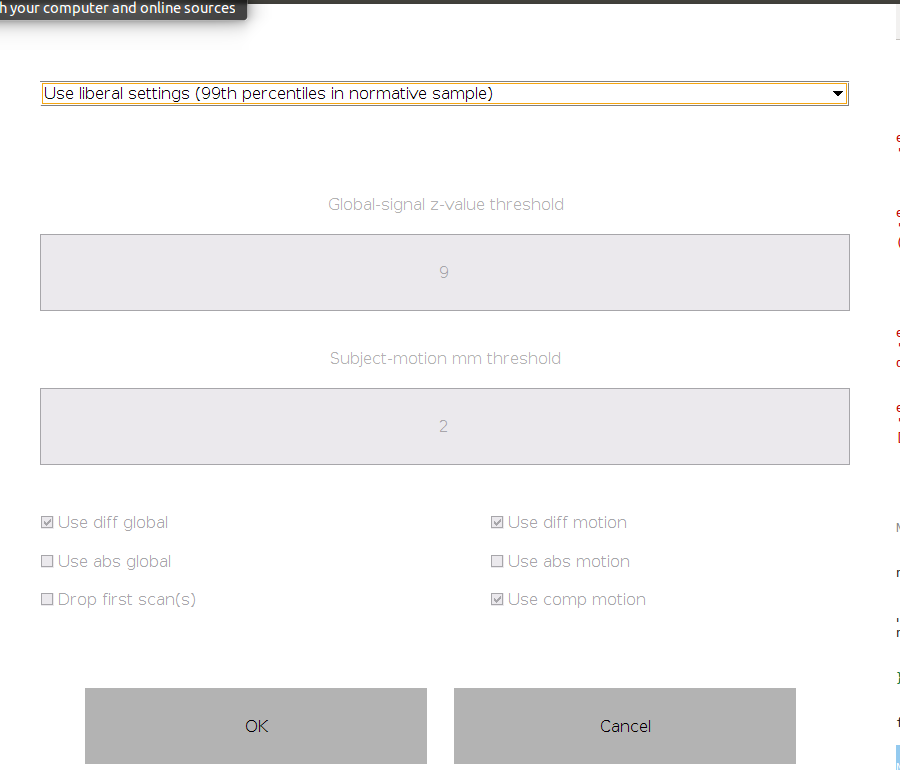 h your computer and online sources
Use liberal settings (99th percentiles in normative sample)
Global-signal z-value threshold
9
Subject-motion mm threshold
2
Use diff global
Use diff motion
Use abs global
Use abs motion
Drop first scan(s)
Use comp motion
OK
Cancel